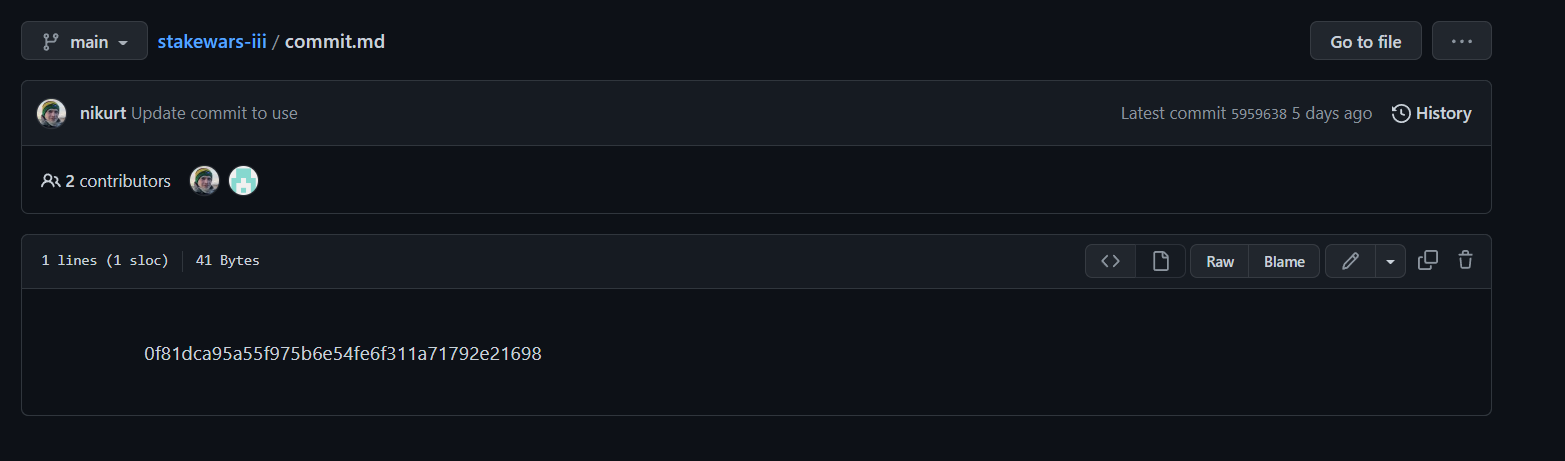 main stakewars-iii / commit.md Go to file
nikurt Update commit to use Latest commit 5959638 5 days ago History
2 contributors
1 lines (1 sloc) 41 Bytes Raw Blame
0f81dca95a55f975b6e54fe6f311a71792e21698